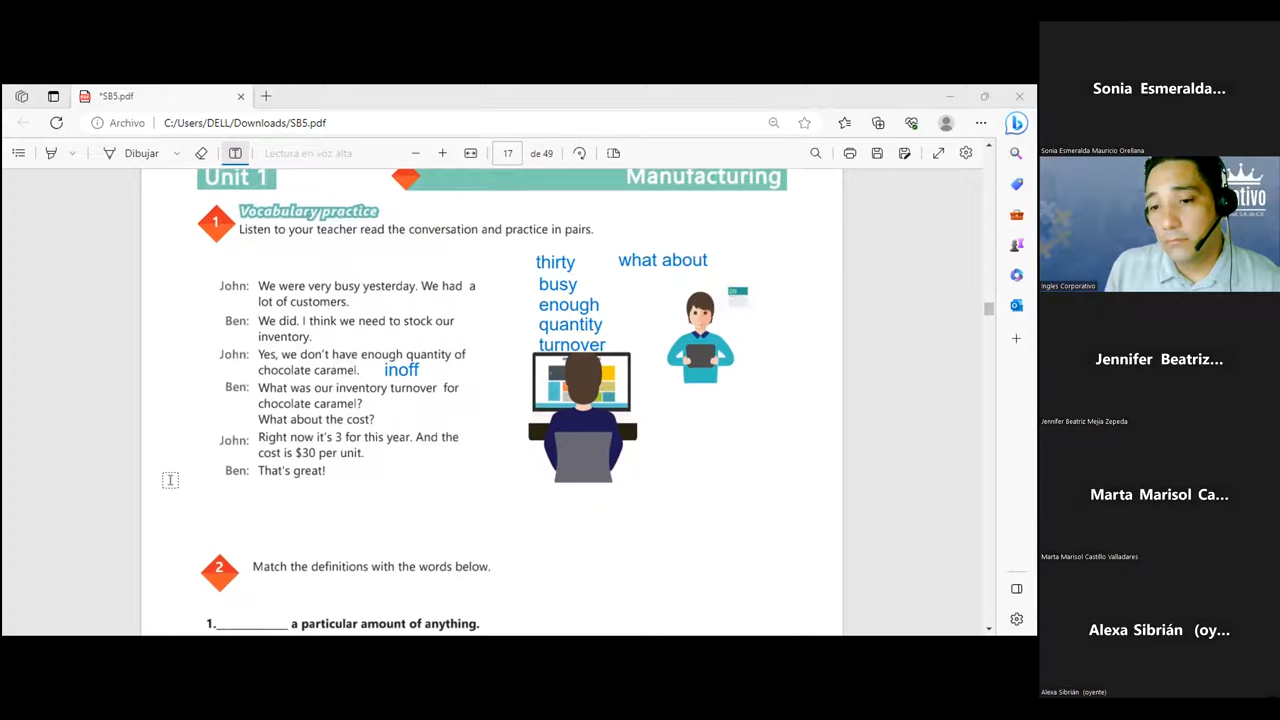 *SB5.pdf
Archivo
C:/Users/DELL/Downloads/SB5.pdf
Dibujar
Lectura en voz alta
17
de 49
Unit 1
Manufacturing
1
Vocabulary practice
Listen to your teacher read the conversation and practice in pairs.
John: We were very busy yesterday. We had a
lot of customers.
Ben: We did. I think we need to stock our
inventory.
John: Yes, we don't have enough quantity of
chocolate caramel.
inoff
Ben: What was our inventory turnover for
chocolate caramel?
What about the cost?
John: Right now it's 3 for this year. And the
cost is $30 per unit.
Ben: That's great!
thirty
what about
busy
enough
quantity
turnover
09
2
Match the definitions with the words below.
1.___________ a particular amount of anything.
Sonia Esmeralda...
Sonia Esmeralda Mauricio Orellana
Ingles Corporativo
Jennifer Beatriz...
Jennifer Beatriz Mejia Zepeda
Marta Marisol Ca...
Marta Marisol Castillo Valladares
Alexa Sibrián (oy...
Alexa Sibrián (oyente)